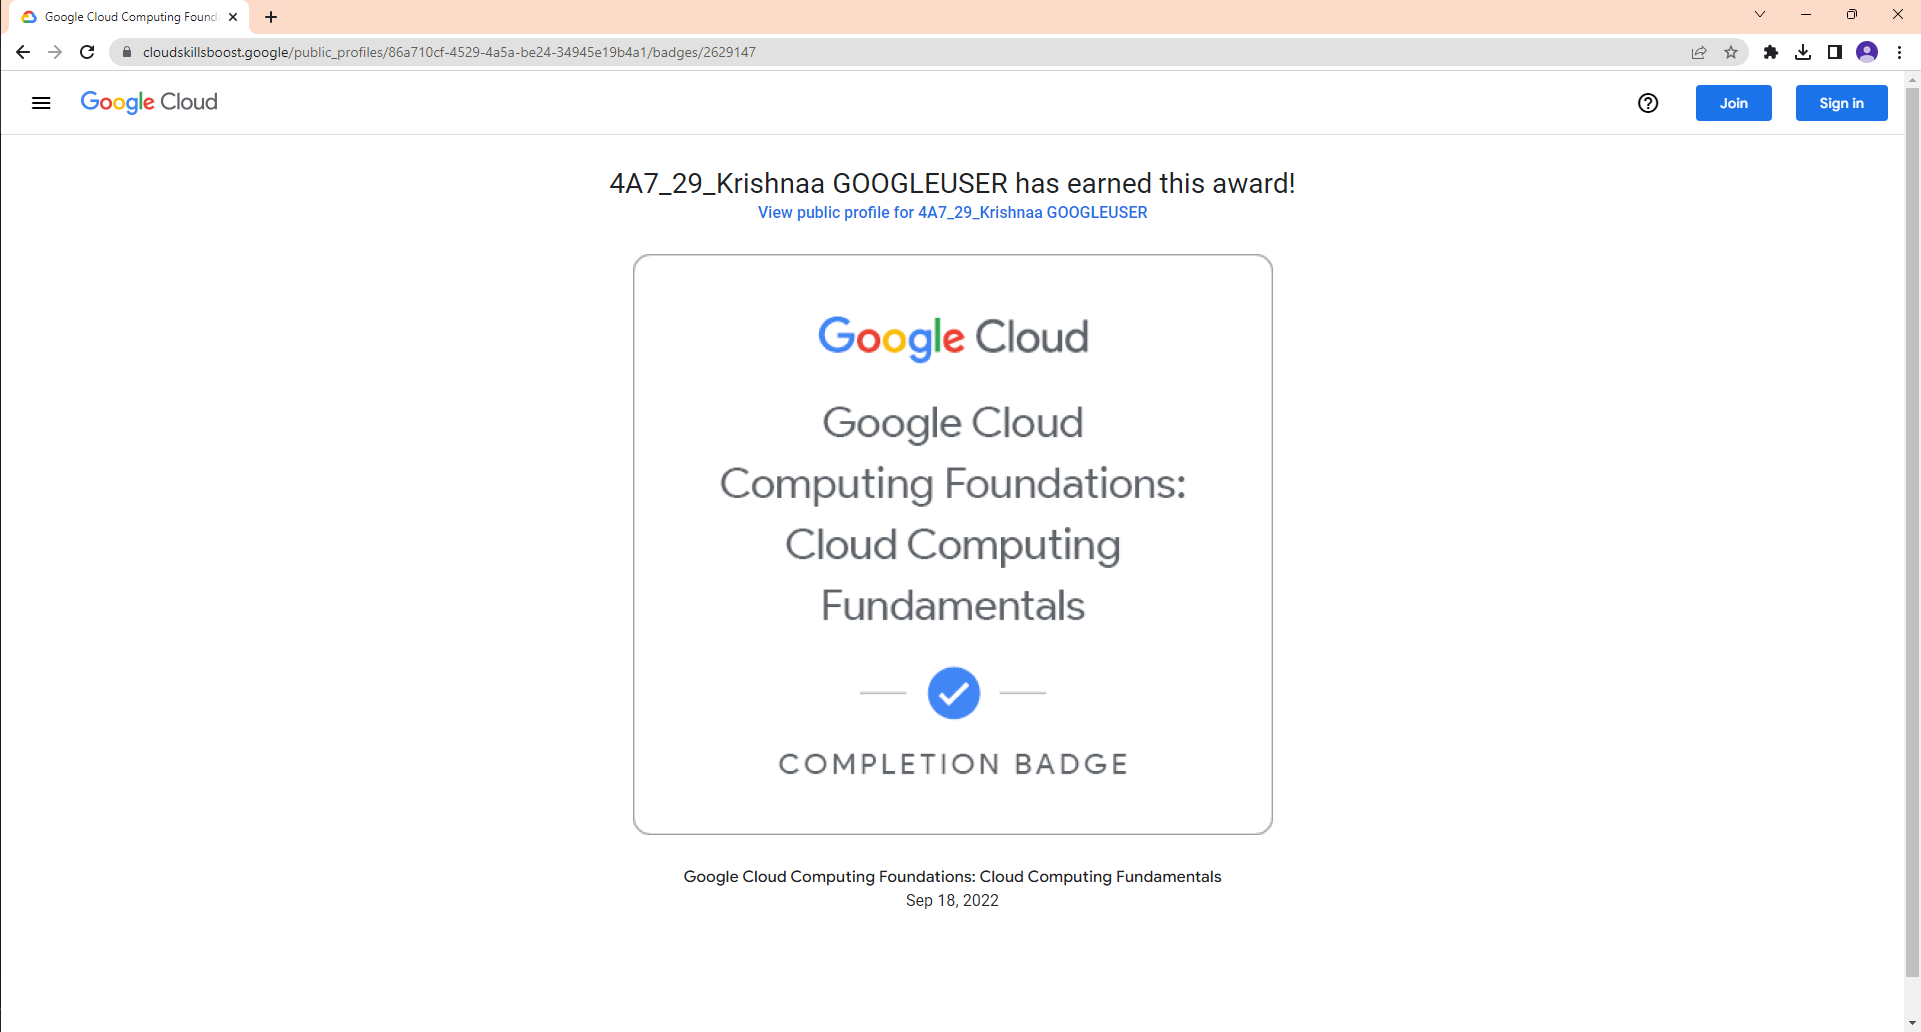 Google Cloud Computing Found
cloudskillsboost.google/public_profiles/86a710cf-4529-4a5a-be24-34945e19b4a1/badges/2629147
Google Cloud
Join
Sign in
4A7_29_Krishnaa GOOGLEUSER has earned this award!
View public profile for 4A7_29_Krishnaa GOOGLEUSER
Google Cloud
Google Cloud
Computing Foundations:
Cloud Computing
Fundamentals
COMPLETION BADGE
Google Cloud Computing Foundations: Cloud Computing Fundamentals
Sep 18, 2022